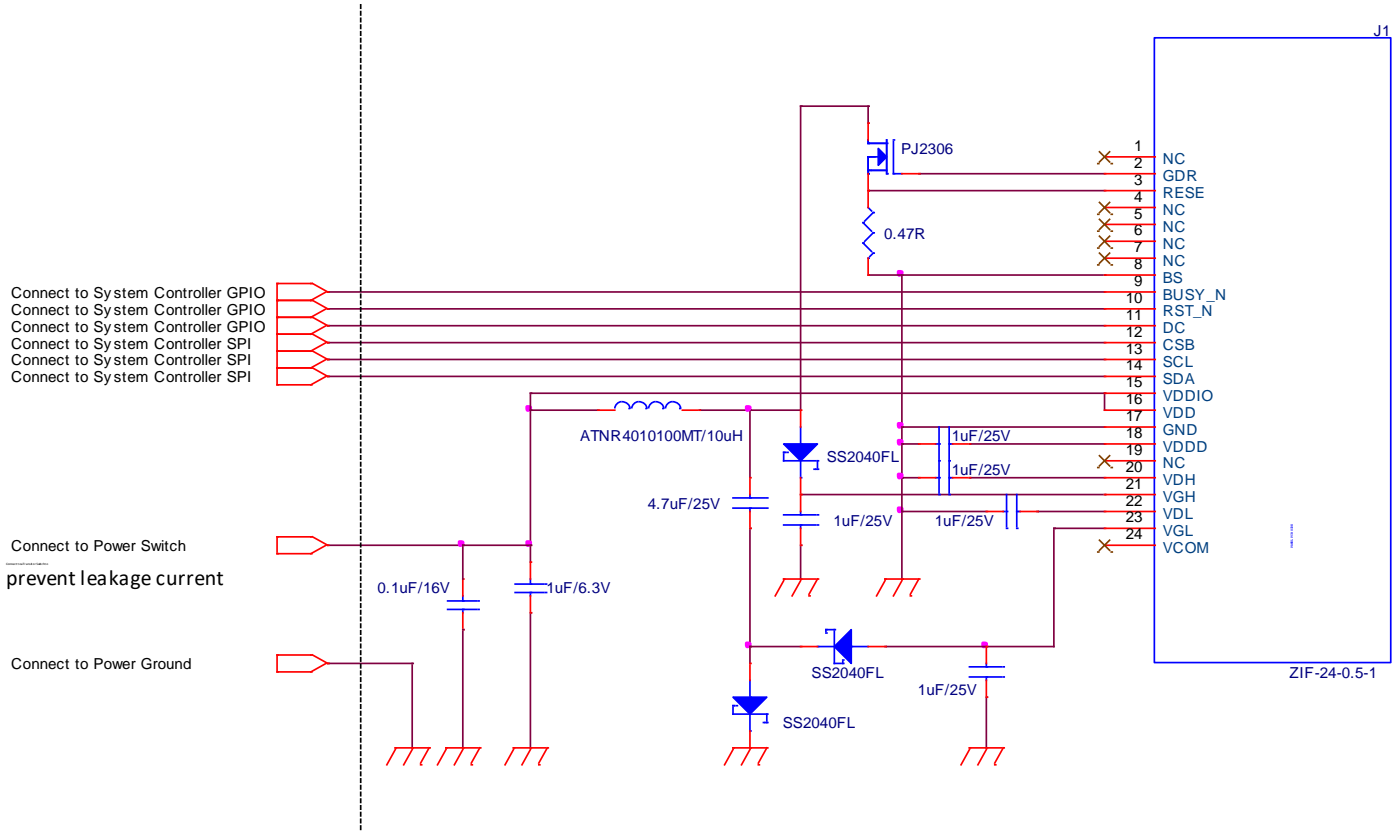 J1
PJ2306
0.47R
1
2
3
4
5
6
7
8
9
10
11
12
13
14
15
16
17
18
19
20
21
22
23
24
NC
GDR
RESE
NC
NC
NC
NC
BS
BUSY_N
RST_N
DC
CSB
SCL
SDA
VDDIO
VDD
GND
VDDD
NC
VDH
VGH
VDL
VGL
VCOM
Connect to System Controller GPIO
Connect to System Controller GPIO
Connect to System Controller GPIO
Connect to System Controller SPI
Connect to System Controller SPI
Connect to System Controller SPI
ATNR4010100MT/10uH
SS2040FL
1uF/25V
1uF/25V
4.7uF/25V
1uF/25V
1uF/25V
Connect to Power Switch
prevent leakage current
0.1uF/16V
1uF/6.3V
Connect to Power Ground
SS2040FL
1uF/25V
SS2040FL
ZIF-24-0.5-1